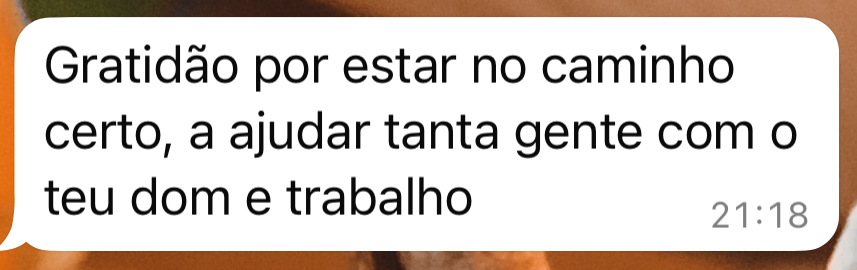 Gratidão por estar no caminho
certo, a ajudar tanta gente com o
teu dom e trabalho
21:18